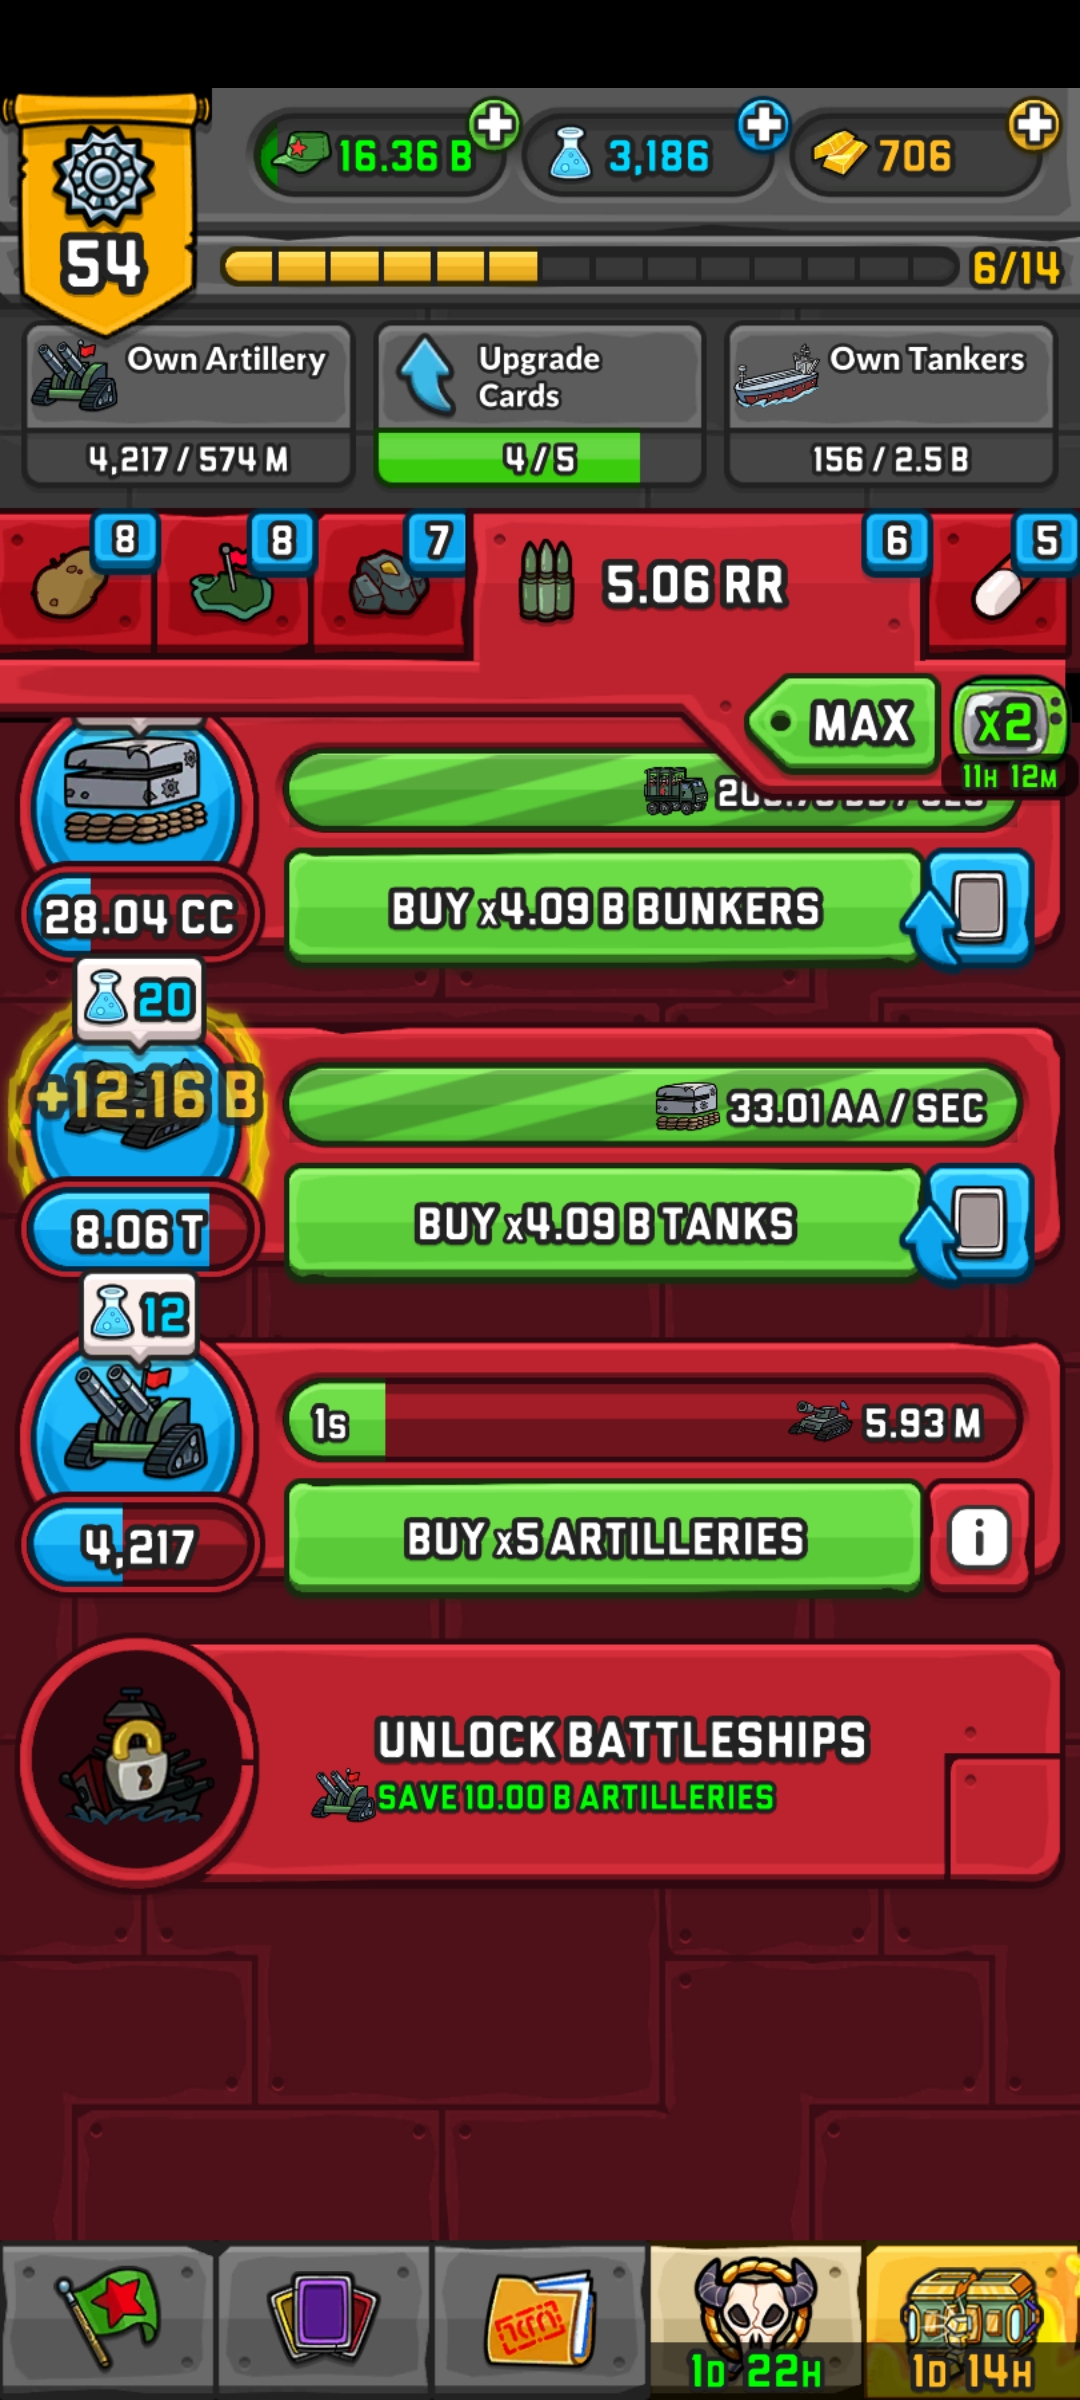 16.36 B
3,186
706
54
6/14
Own Artillery
4,217 / 574 M
Upgrade
Cards
4 / 5
Own Tankers
156 / 2.5 B
8
8
7
5.06 RR
6
5
MAX
x2
11H 12M
28.04 CC
BUY x4.09 B BUNKERS
20
+12.16 B
33.01 AA / SEC
8.06 T
BUY x4.09 B TANKS
12
1s
5.93 M
4,217
BUY x5 ARTILLERIES
i
UNLOCK BATTLESHIPS
SAVE 10.00 B ARTILLERIES
1D 22H
1D 14H